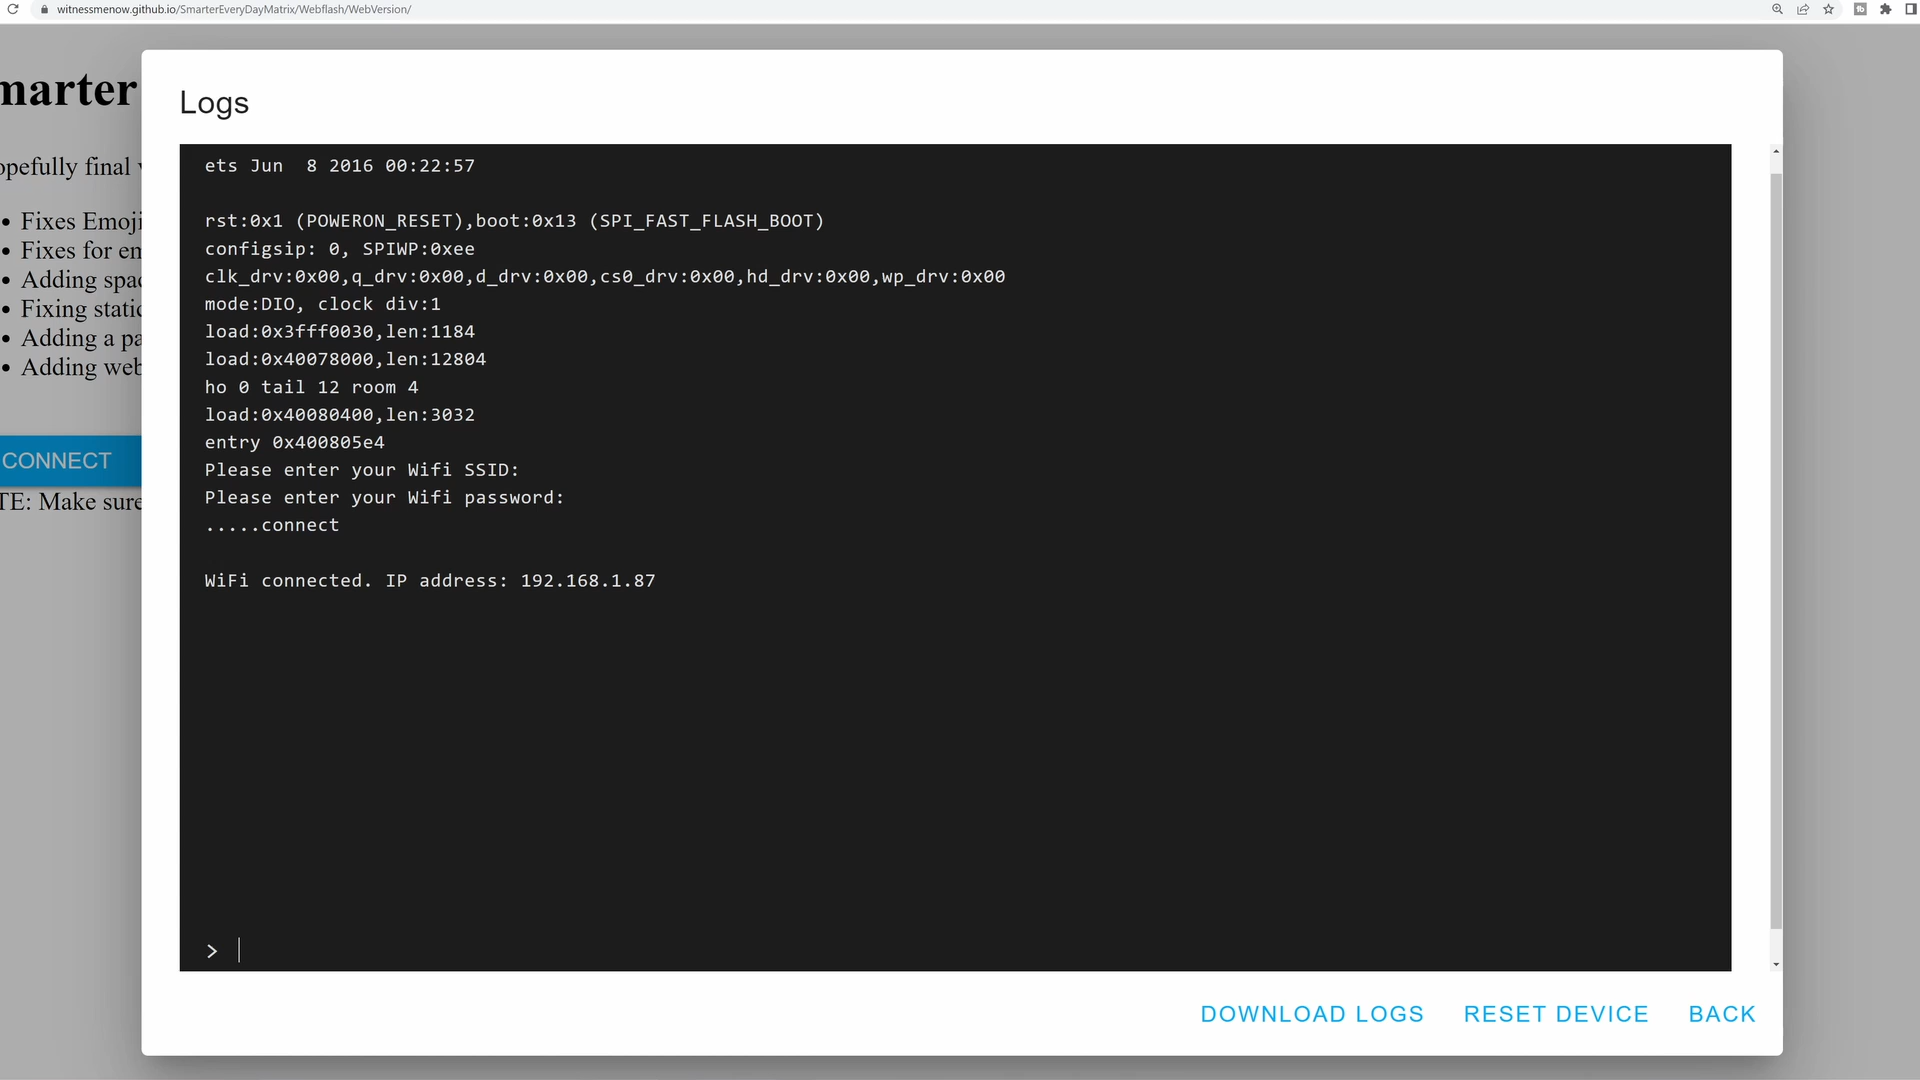 witnessmenow.github.io/SmarterEveryDayMatrix/Webflash/WebVersion/
marter
opefully final
Fixes Emoji
Fixes for em
Adding spac
Fixing static
Adding a pa
Adding web
CONNECT
TE: Make sure
Logs
ets Jun  8 2016 00:22:57
rst:0x1 (POWERON_RESET),boot:0x13 (SPI_FAST_FLASH_BOOT)
configsip: 0, SPIWP:0xee
clk_drv:0x00,q_drv:0x00,d_drv:0x00,cs0_drv:0x00,hd_drv:0x00,wp_drv:0x00
mode:DIO, clock div:1
load:0x3fff0030,len:1184
load:0x40078000,len:12804
ho 0 tail 12 room 4
load:0x40080400,len:3032
entry 0x400805e4
Please enter your Wifi SSID:
Please enter your Wifi password:
.....connect
WiFi connected. IP address: 192.168.1.87
>
DOWNLOAD LOGS RESET DEVICE BACK